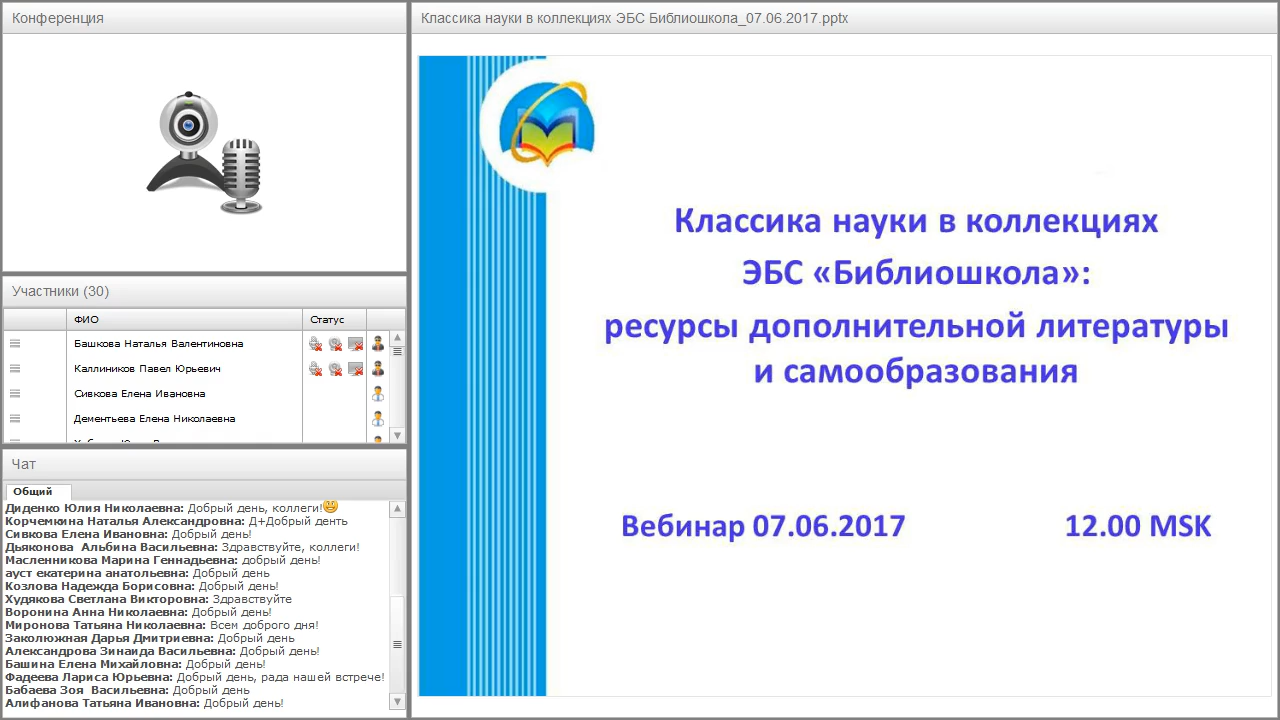 Конференция
Участники (30)
ФИО Статус
Башкова Наталья Валентиновна
Каллиников Павел Юрьевич
Сивкова Елена Ивановна
Дементьева Елена Николаевна
Чат
Общий
Диденко Юлия Николаевна: Добрый день, коллеги!
Корчемкина Наталья Александровна: Д+Добрый денть
Сивкова Елена Ивановна: Добрый день!
Дьяконова Альбина Васильевна: Здравствуйте, коллеги!
Масленникова Марина Геннадьевна: добрый день!
ауст екатерина анатольевна: Добрый день
Козлова Надежда Борисовна: Добрый день!
Худякова Светлана Викторовна: Здравствуйте
Воронина Анна Николаевна: Добрый день!
Миронова Татьяна Николаевна: Всем доброго дня!
Заколюжная Дарья Дмитриевна: Добрый день
Александрова Зинаида Васильевна: Добрый день!
Башина Елена Михайловна: Добрый день!
Фадеева Лариса Юрьевна: Добрый день, рада нашей встрече!
Бабаева Зоя Васильевна: Добрый день
Алифанова Татьяна Ивановна: Добрый день!
Классика науки в коллекциях ЭБС Библиошкола_07.06.2017.pptx
Классика науки в коллекциях
ЭБС «Библиошкола»:
ресурсы дополнительной литературы
и самообразования
Вебинар 07.06.2017 12.00 MSK